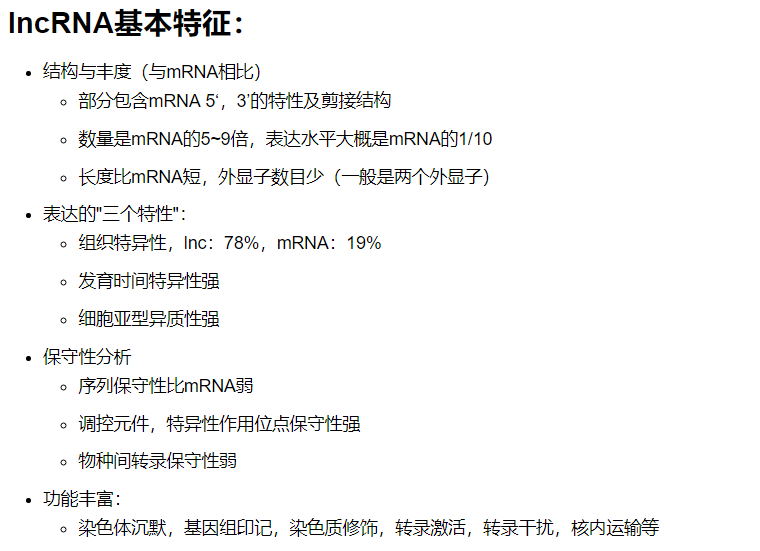 lncRNA基本特征：
结构与丰度（与mRNA相比）
部分包含mRNA 5‘，3’的特性及剪接结构
数量是mRNA的5~9倍，表达水平大概是mRNA的1/10
长度比mRNA短，外显子数目少（一般是两个外显子）
表达的"三个特性"：
组织特异性，lnc：78%，mRNA：19%
发育时间特异性强
细胞亚型异质性强
保守性分析
序列保守性比mRNA弱
调控元件，特异性作用位点保守性强
物种间转录保守性弱
功能丰富：
染色体沉默，基因组印记，染色质修饰，转录激活，转录干扰，核内运输等